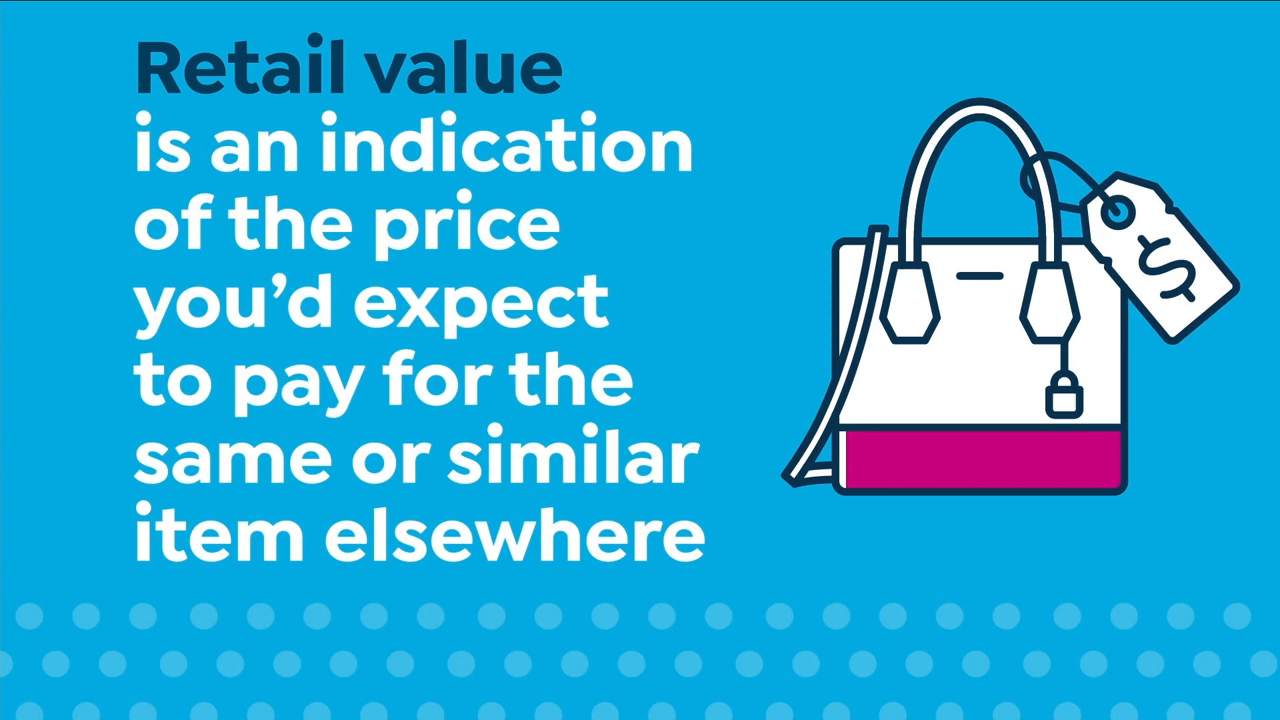 Retail value
is an indication
of the price
you’d expect
to pay for the
same or similar
item elsewhere
$